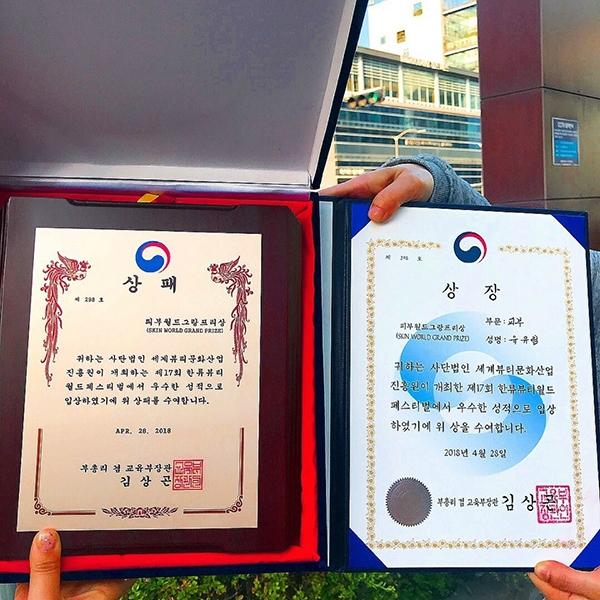 상 패
제 298 호
피부월드그랑프리상
(SKIN WORLD GRAND PRIZE)
귀하는 사단법인 세계뷰티문화산업
진흥원이 개최하는 제17회 한류뷰티
월드페스티벌에서 우수한 성적으로
입상하였기에 위 상패를 수여합니다.
APR. 28. 2018
부총리 겸 교육부장관
김 상 곤
제 298 호
상 장
피부월드그랑프리상
(SKIN WORLD GRAND PRIZE)
부문 : 피부
성명 :
귀하는 사단법인 세계뷰티문화산업
진흥원이 개최한 제17회 한류뷰티월드
페스티벌에서 우수한 성적으로 입상
하였기에 위 상을 수여합니다.
2018년 4월 28일
부총리 겸 교육부장관 김 상 곤